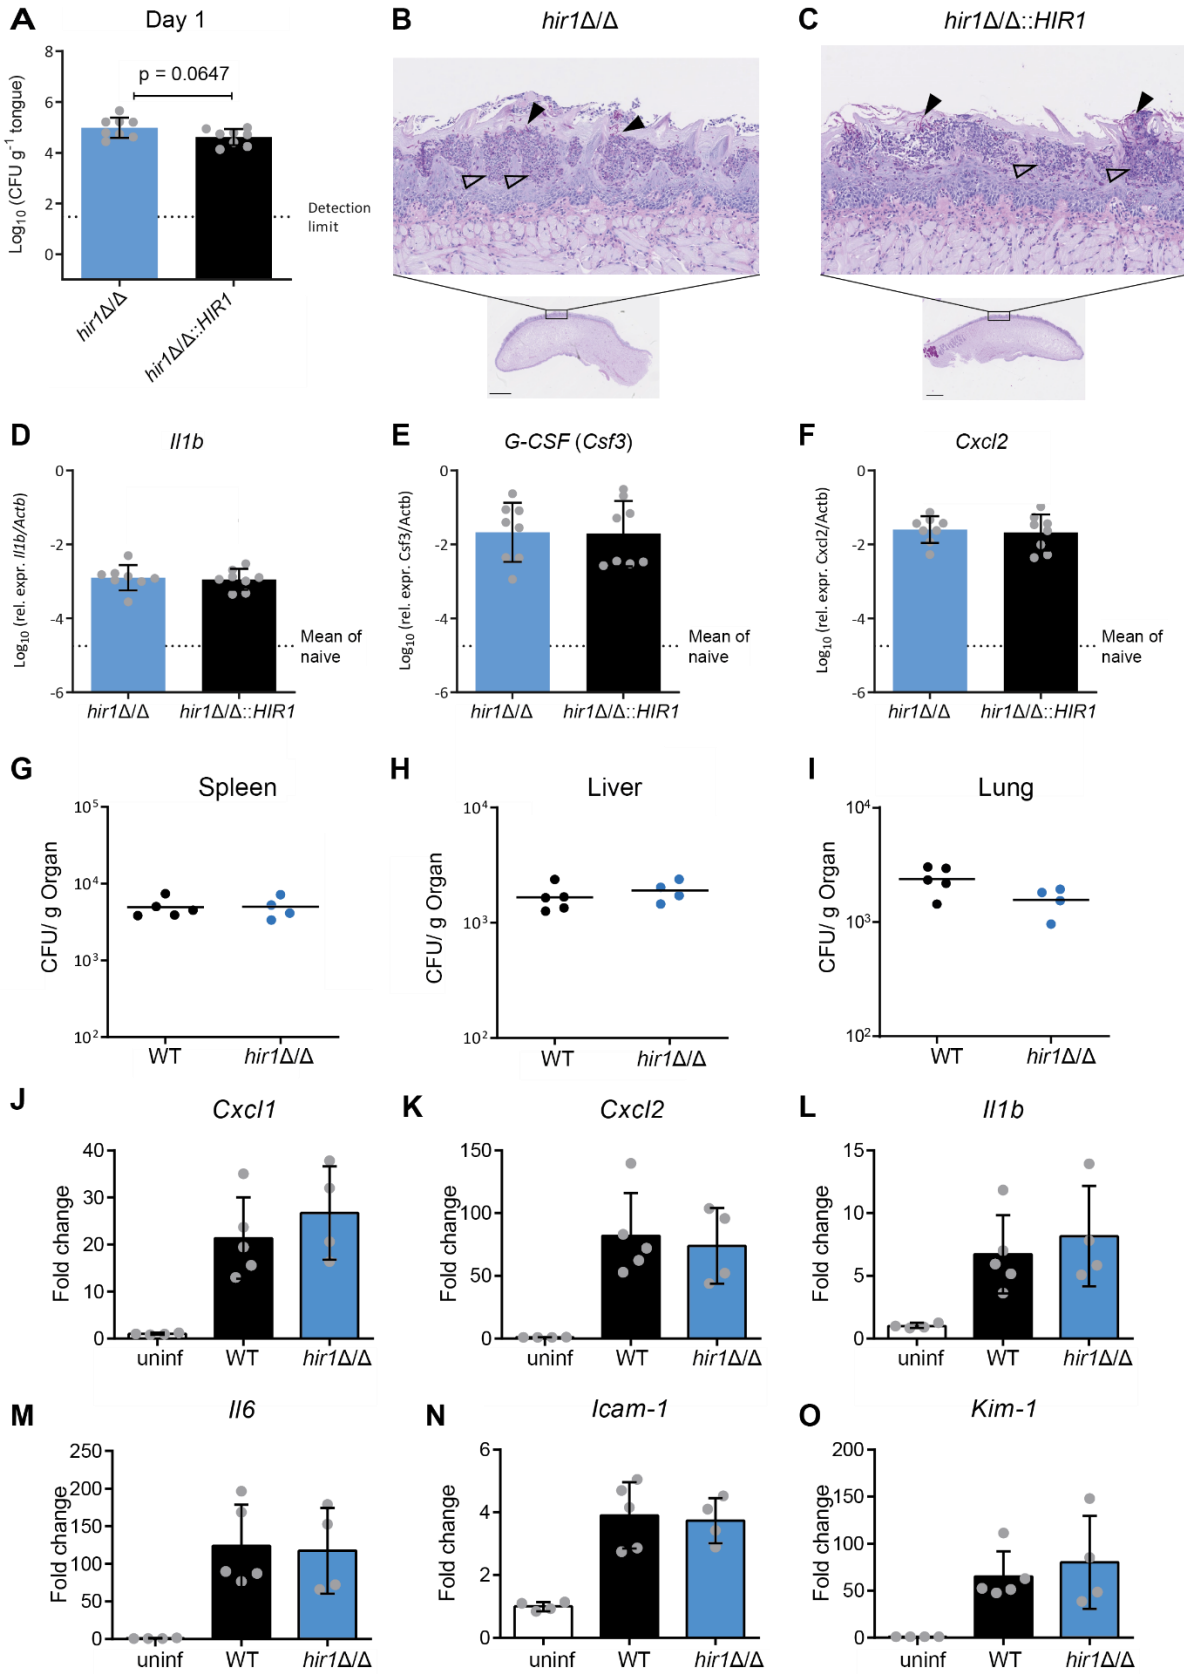 A
Day 1
Log10 (CFU g-1 tongue)
8
6
4
2
0
p = 0.0647
Detection
limit
hir1Δ/Δ
hir1Δ/Δ::HIR1
B
hir1Δ/Δ
C
hir1Δ/Δ::HIR1
D
Il1b
Log10 (rel. expr. Il1b/Actb)
0
-2
-4
-6
Mean of
naive
hir1Δ/Δ
hir1Δ/Δ::HIR1
E
G-CSF (Csf3)
Log10 (rel. expr. Csf3/Actb)
0
-2
-4
-6
Mean of
naive
hir1Δ/Δ
hir1Δ/Δ::HIR1
F
Cxcl2
Log10 (rel. expr. Cxcl2/Actb)
0
-2
-4
-6
Mean of
naive
hir1Δ/Δ
hir1Δ/Δ::HIR1
G
Spleen
CFU/ g Organ
10^5
10^4
10^3
10^2
WT
hir1Δ/Δ
H
Liver
CFU/ g Organ
10^4
10^3
10^2
WT
hir1Δ/Δ
I
Lung
CFU/ g Organ
10^4
10^3
10^2
WT
hir1Δ/Δ
J
Cxcl1
Fold change
40
30
20
10
0
uninf
WT
hir1Δ/Δ
K
Cxcl2
Fold change
150
100
50
0
uninf
WT
hir1Δ/Δ
L
Il1b
Fold change
15
10
5
0
uninf
WT
hir1Δ/Δ
M
Il6
Fold change
250
200
150
100
50
0
uninf
WT
hir1Δ/Δ
N
Icam-1
Fold change
6
4
2
0
uninf
WT
hir1Δ/Δ
O
Kim-1
Fold change
200
150
100
50
0
uninf
WT
hir1Δ/Δ